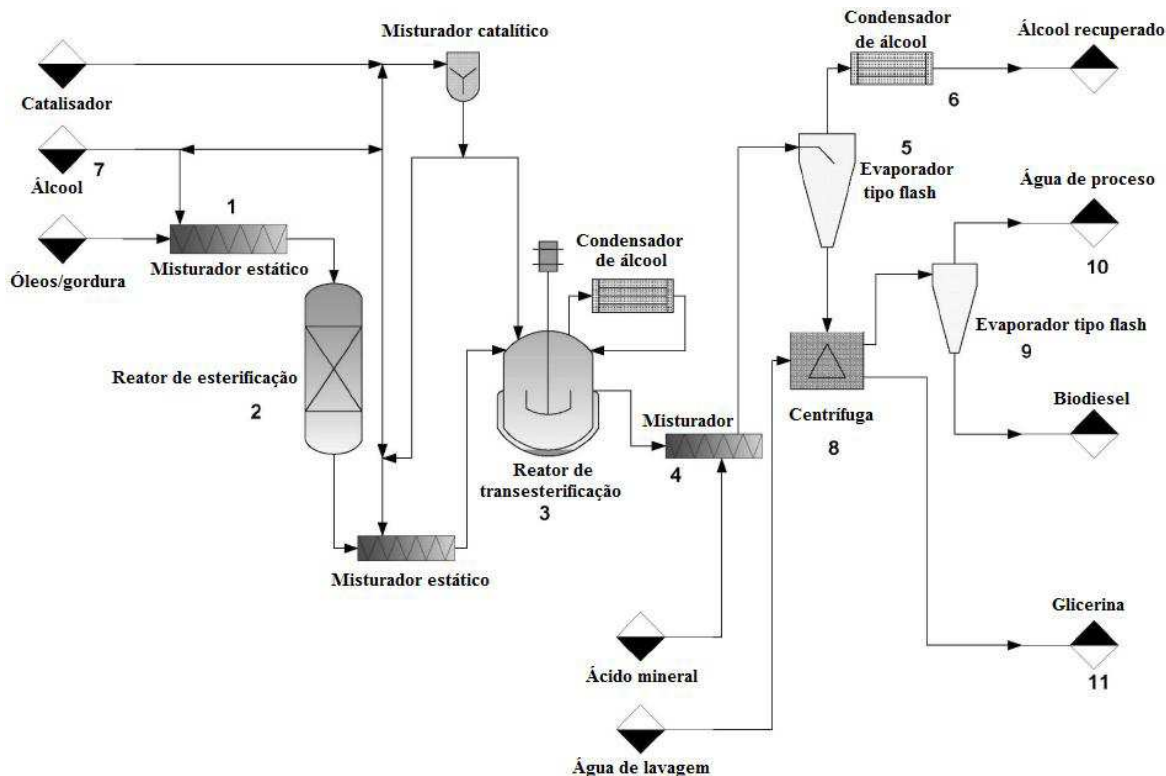 Misturador catalítico
Condensador
de álcool
Álcool recuperado
6
Catalisador
7
Álcool
5
Evaporador
tipo flash
Água de proceso
10
1
Misturador estático
Óleos/gordura
Condensador
de álcool
Evaporador tipo flash
9
Reator de esterificação
2
Misturador
4
Centrífuga
8
Biodiesel
Reator de
transesterificação
3
Misturador estático
Glicerina
11
Ácido mineral
Água de lavagem